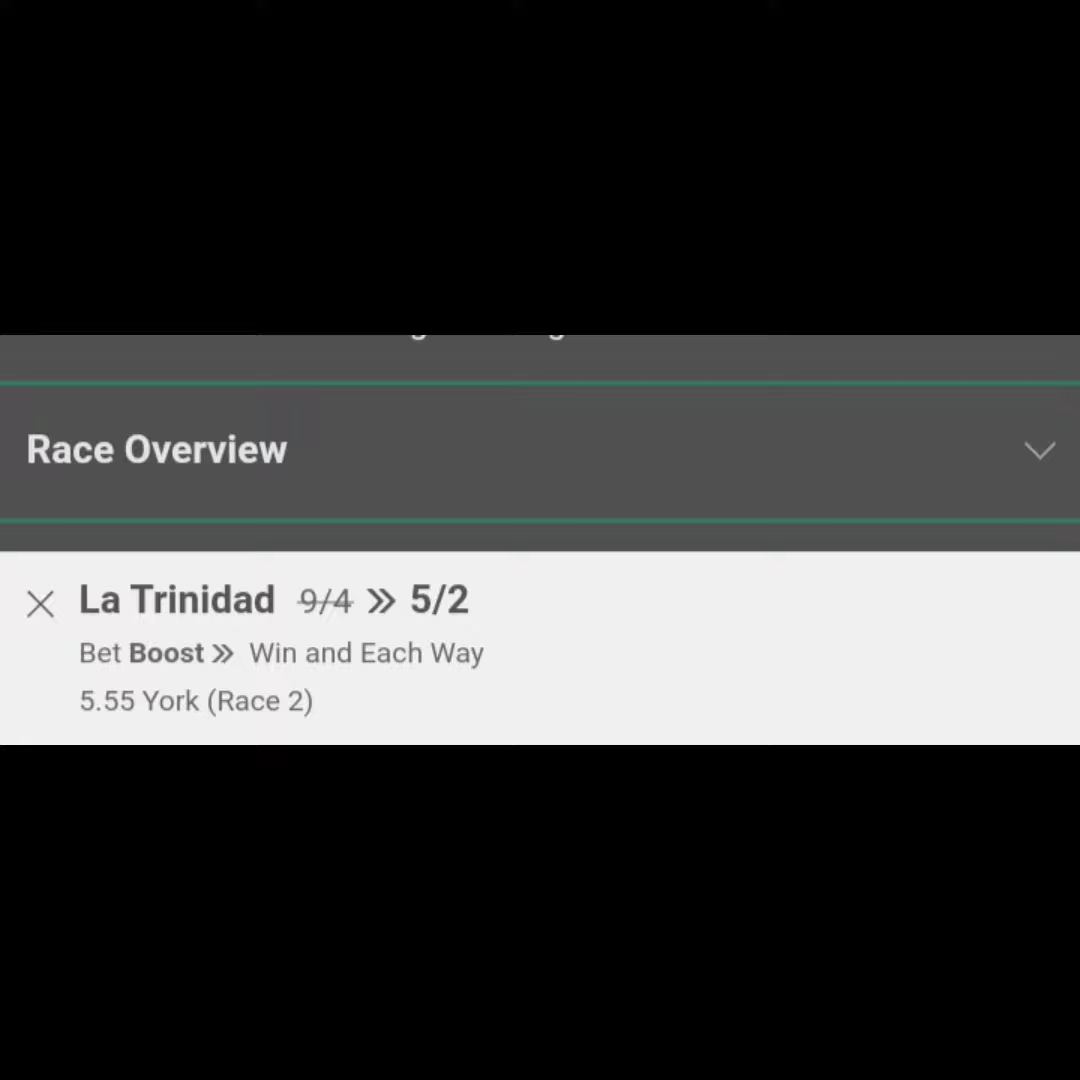 Race Overview
La Trinidad 9/4 » 5/2
Bet Boost » Win and Each Way
5.55 York (Race 2)